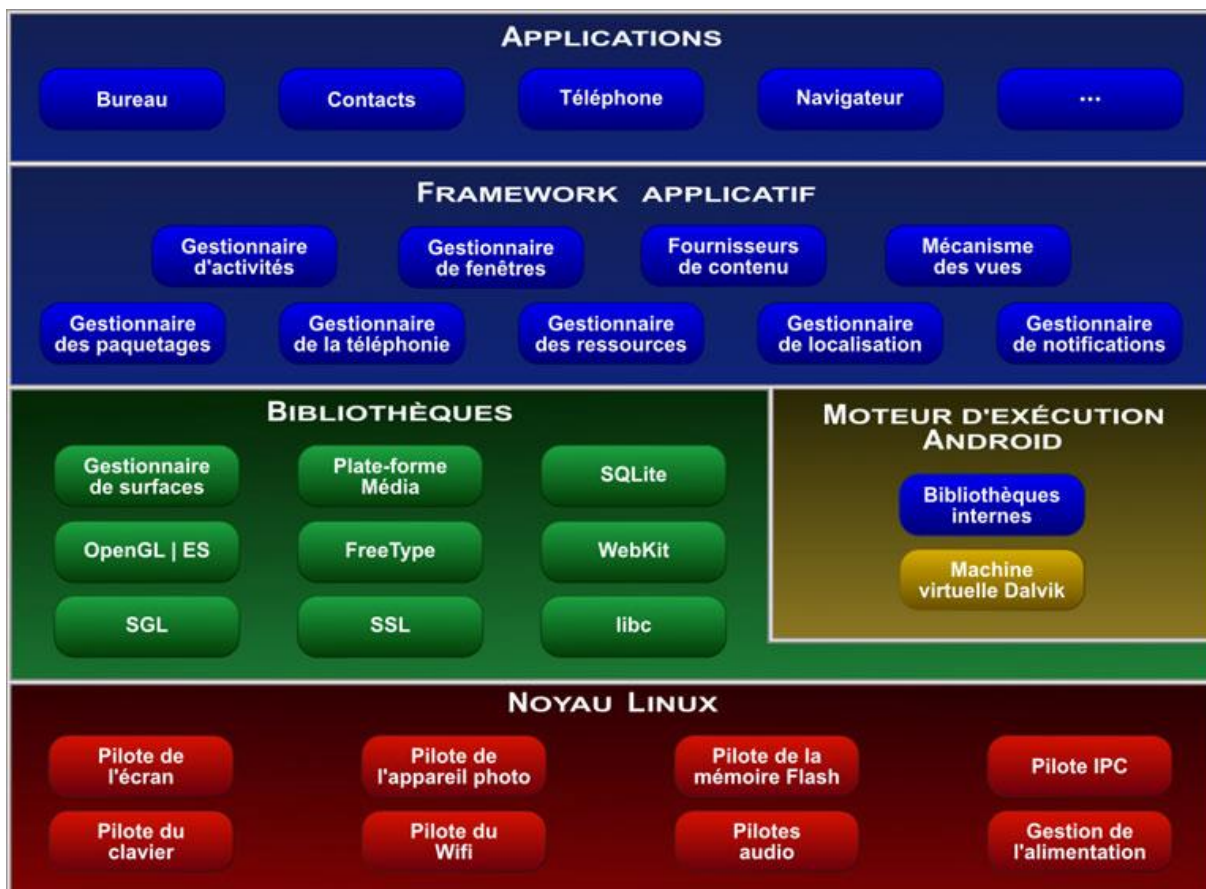 APPLICATIONS
Bureau
Contacts
Téléphone
Navigateur
...
FRAMEWORK APPLICATIF
Gestionnaire
d'activités
Gestionnaire
de fenêtres
Fournisseurs
de contenu
Mécanisme
des vues
Gestionnaire
des paquetages
Gestionnaire
de la téléphonie
Gestionnaire
des ressources
Gestionnaire
de localisation
Gestionnaire
de notifications
BIBLIOTHÈQUES
Gestionnaire
de surfaces
Plate-forme
Média
SQLite
OpenGL | ES
FreeType
WebKit
SGL
SSL
libc
MOTEUR D'EXÉCUTION
ANDROID
Bibliothèques
internes
Machine
virtuelle Dalvik
NOYAU LINUX
Pilote de
l'écran
Pilote de
l'appareil photo
Pilote de la
mémoire Flash
Pilote IPC
Pilote du
clavier
Pilote du
Wifi
Pilotes
audio
Gestion de
l'alimentation